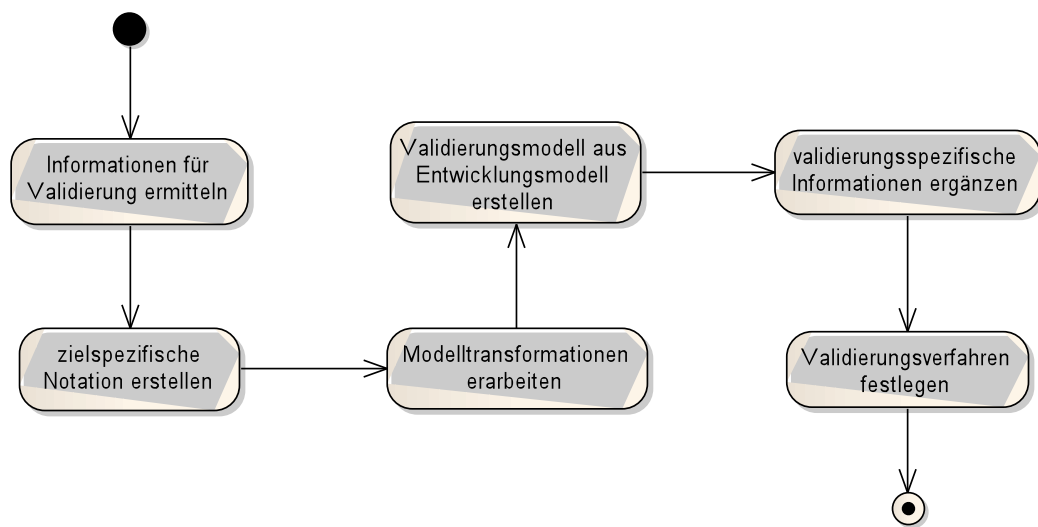 Informationen für
Validierung ermitteln
zielspezifische
Notation erstellen
Modelltransformationen
erarbeiten
Validierungsmodell aus
Entwicklungsmodell
erstellen
validierungsspezifische
Informationen ergänzen
Validierungsverfahren
festlegen